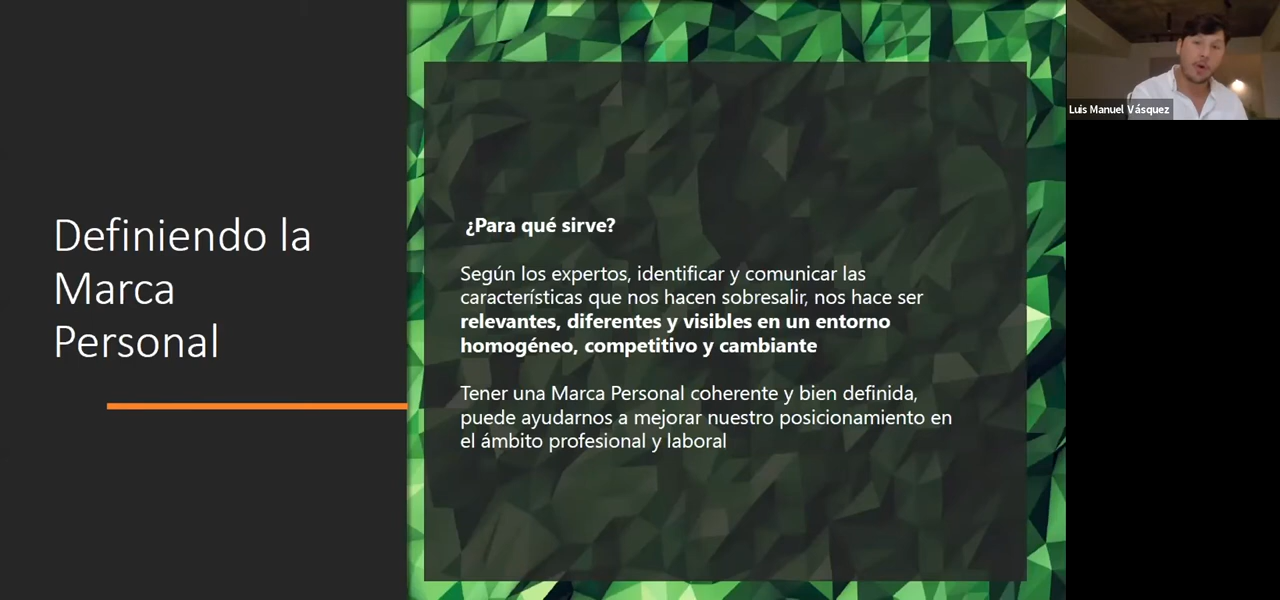 Definiendo la
Marca
Personal
¿Para qué sirve?
Según los expertos, identificar y comunicar las
características que nos hacen sobresalir, nos hace ser
relevantes, diferentes y visibles en un entorno
homogéneo, competitivo y cambiante
Tener una Marca Personal coherente y bien definida,
puede ayudarnos a mejorar nuestro posicionamiento en
el ámbito profesional y laboral
Luis Manuel Vásquez